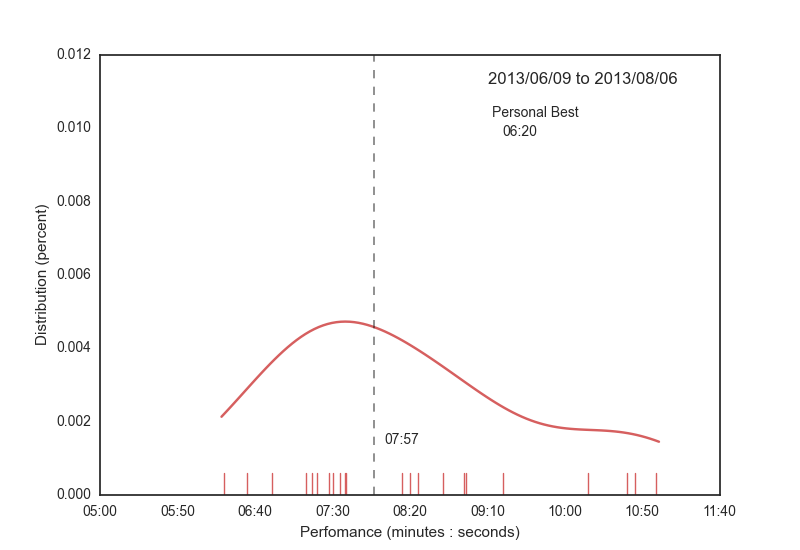 2013/06/09 to 2013/08/06
Personal Best
06:20
0.012
0.010
0.008
0.006
0.004
0.002
0.000
Distribution (percent)
07:57
05:00 05:50 06:40 07:30 08:20 09:10 10:00 10:50 11:40
Perfomance (minutes : seconds)